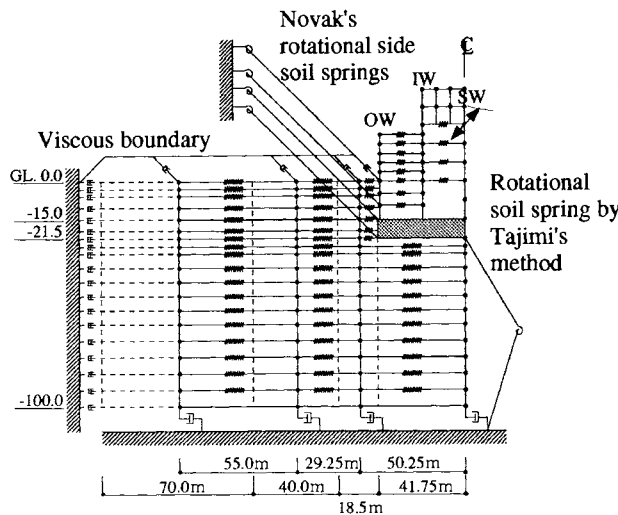 Novak's
rotational side
soil springs
℄
IW
SW
OW
Viscous boundary
GL. 0.0
-15.0
-21.5
-100.0
Rotational
soil spring by
Tajimi's
method
55.0m 29.25m 50.25m
70.0m 40.0m 41.75m
18.5m